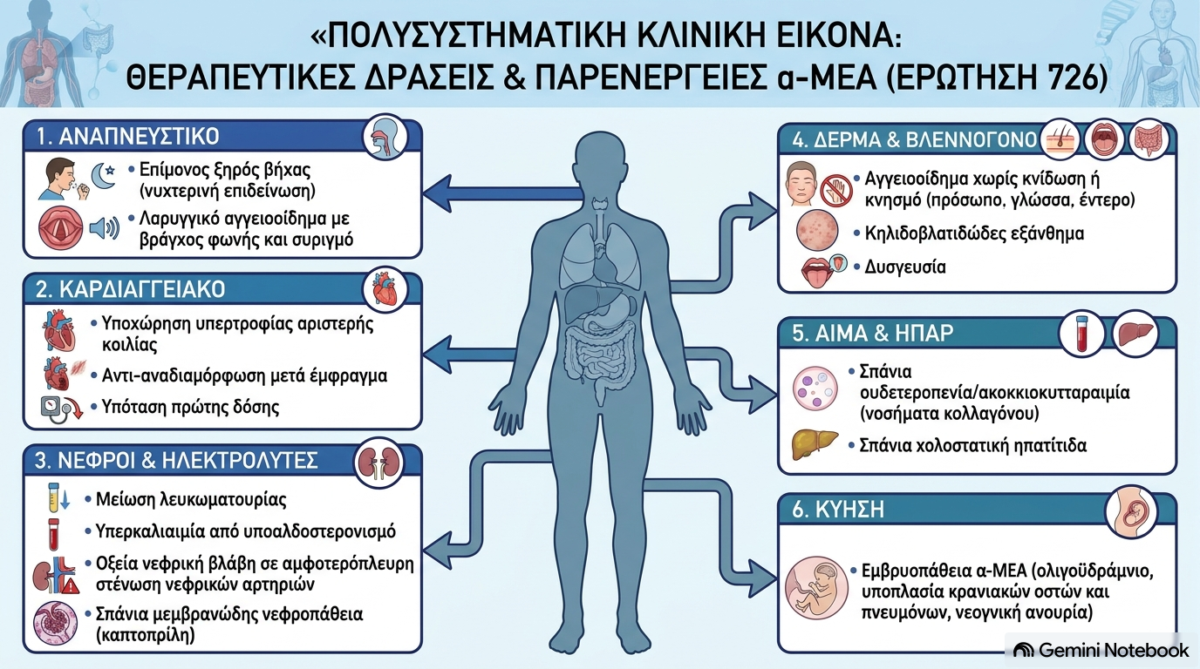 «ΠΟΛΥΣΥΣΤΗΜΑΤΙΚΗ ΚΛΙΝΙΚΗ ΕΙΚΟΝΑ:
ΘΕΡΑΠΕΥΤΙΚΕΣ ΔΡΑΣΕΙΣ & ΠΑΡΕΝΕΡΓΕΙΕΣ α-ΜΕΑ (ΕΡΩΤΗΣΗ 726)
1. ΑΝΑΠΝΕΥΣΤΙΚΟ
• Επίμονος ξηρός βήχας
(νυχτερινή επιδείνωση)
• Λαρυγγικό αγγειοοίδημα με
βράγχος φωνής και συριγμό
2. ΚΑΡΔΙΑΓΓΕΙΑΚΟ
• Υποχώρηση υπερτροφίας αριστερής
κοιλίας
• Αντι-αναδιαμόρφωση μετά έμφραγμα
• Υπόταση πρώτης δόσης
3. ΝΕΦΡΟΙ & ΗΛΕΚΤΡΟΛΥΤΕΣ
• Μείωση λευκωματουρίας
• Υπερκαλιαιμία από υποαλδοστερονισμό
• Οξεία νεφρική βλάβη σε αμφοτερόπλευρη
στένωση νεφρικών αρτηριών
• Σπάνια μεμβρανώδης νεφροπάθεια
(καπτοπρίλη)
4. ΔΕΡΜΑ & ΒΛΕΝΝΟΓΟΝΟ
• Αγγειοοίδημα χωρίς κνίδωση ή
κνησμό (πρόσωπο, γλώσσα, έντερο)
• Κηλιδοβλατιδώδες εξάνθημα
• Δυσγευσία
5. ΑΙΜΑ & ΗΠΑΡ
• Σπάνια
ουδετεροπενία/ακοκκιοκυτταραιμία
(νοσήματα κολλαγόνου)
• Σπάνια χολοστατική ηπατίτιδα
6. ΚΥΗΣΗ
• Εμβρυοπάθεια α-ΜΕΑ (ολιγοϋδράμνιο,
υποπλασία κρανιακών οστών και
πνευμόνων, νεογνική ανουρία)
Gemini Notebook